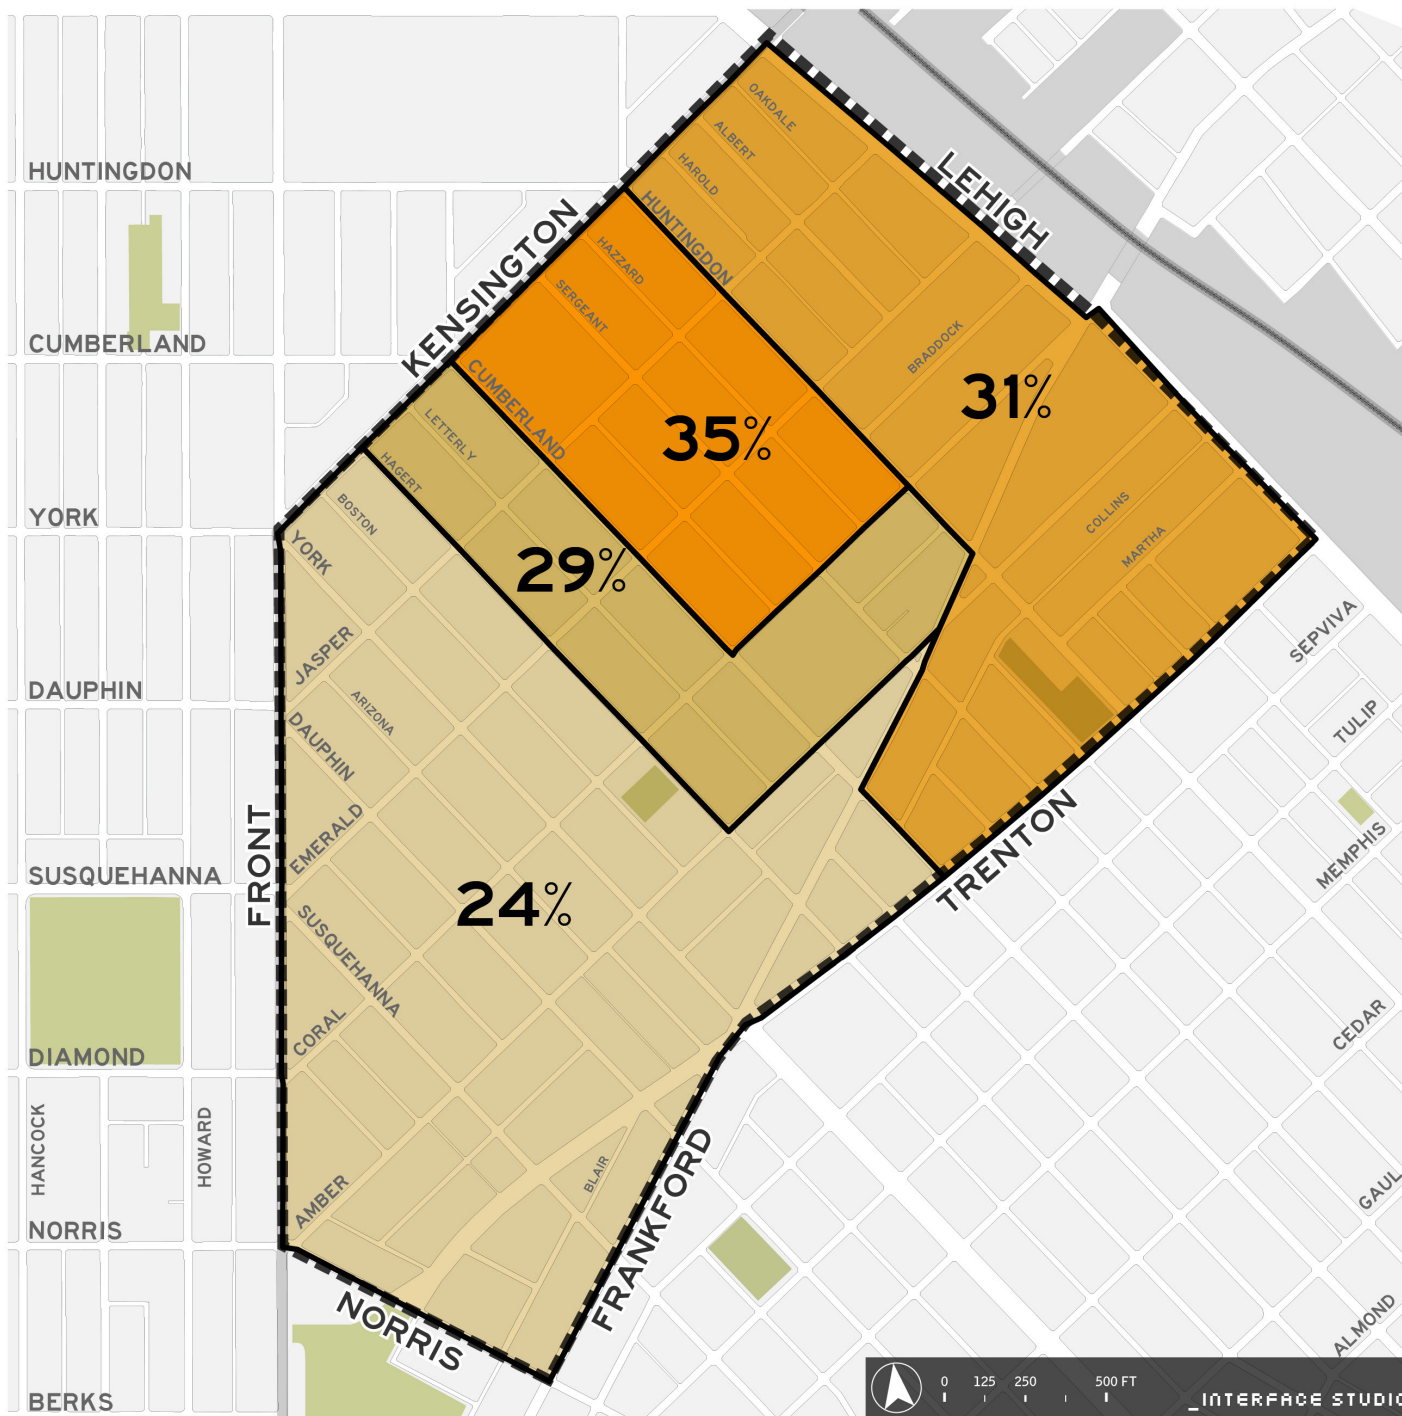 OAKDALE
ALBERT
HAROLD
HUNTINGDON
LEHIGH
HUNTINGDON
KENSINGTON
HAZZARD
SERGEANT
BRADDOCK
CUMBERLAND
CUMBERLAND
31%
35%
LETTERLY
HAGERT
BOSTON
YORK
YORK
COLLINS
MARTHA
29%
JASPER
SEPVIVA
DAUPHIN
ARIZONA
DAUPHIN
TULIP
EMERALD
FRONT
TRENTON
MEMPHIS
SUSQUEHANNA
24%
SUSQUEHANNA
CORAL
CEDAR
DIAMOND
HANCOCK
HOWARD
AMBER
BLAIR
FRANKFORD
GAUL
NORRIS
NORRIS
ALMOND
BERKS
0 125 250 500 FT
_INTERFACE STUDIO